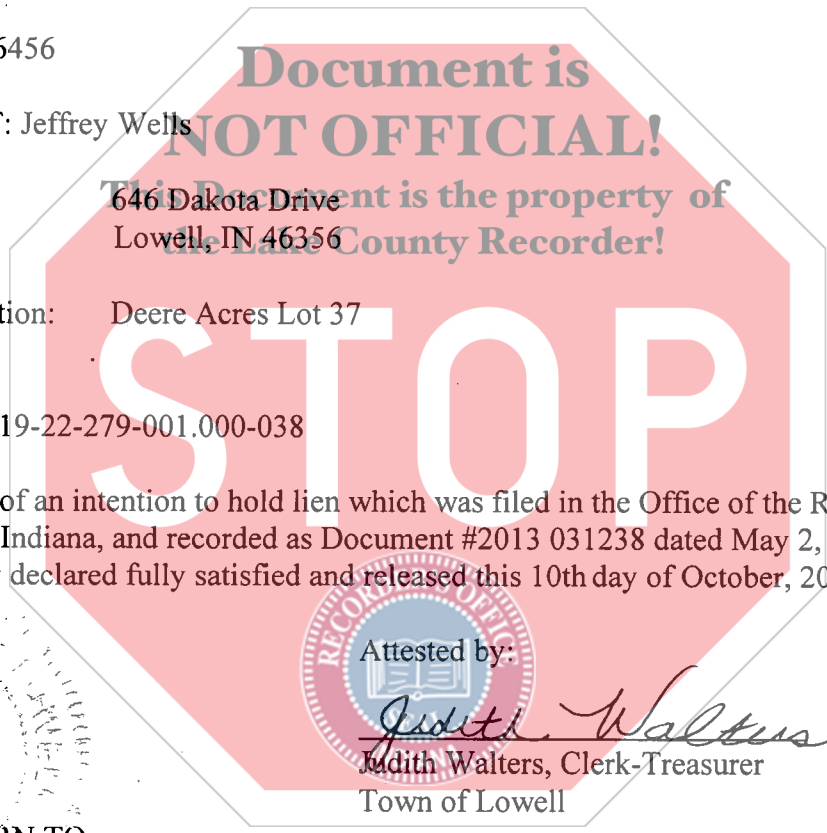 6456
Document is
: Jeffrey Wells
NOT OFFICIAL!
This Document is the property of
646 Dakota Drive
the Lake County Recorder!
Lowell, IN 46356
tion: Deere Acres Lot 37
STOP
19-22-279-001.000-038
of an intention to hold lien which was filed in the Office of the R
Indiana, and recorded as Document #2013 031238 dated May 2,
declared fully satisfied and released this 10th day of October, 20
RECORDER'S OFFICE
SEAL
INDIANA
Attested by:
Judith Walters
Judith Walters, Clerk-Treasurer
Town of Lowell
RN TO